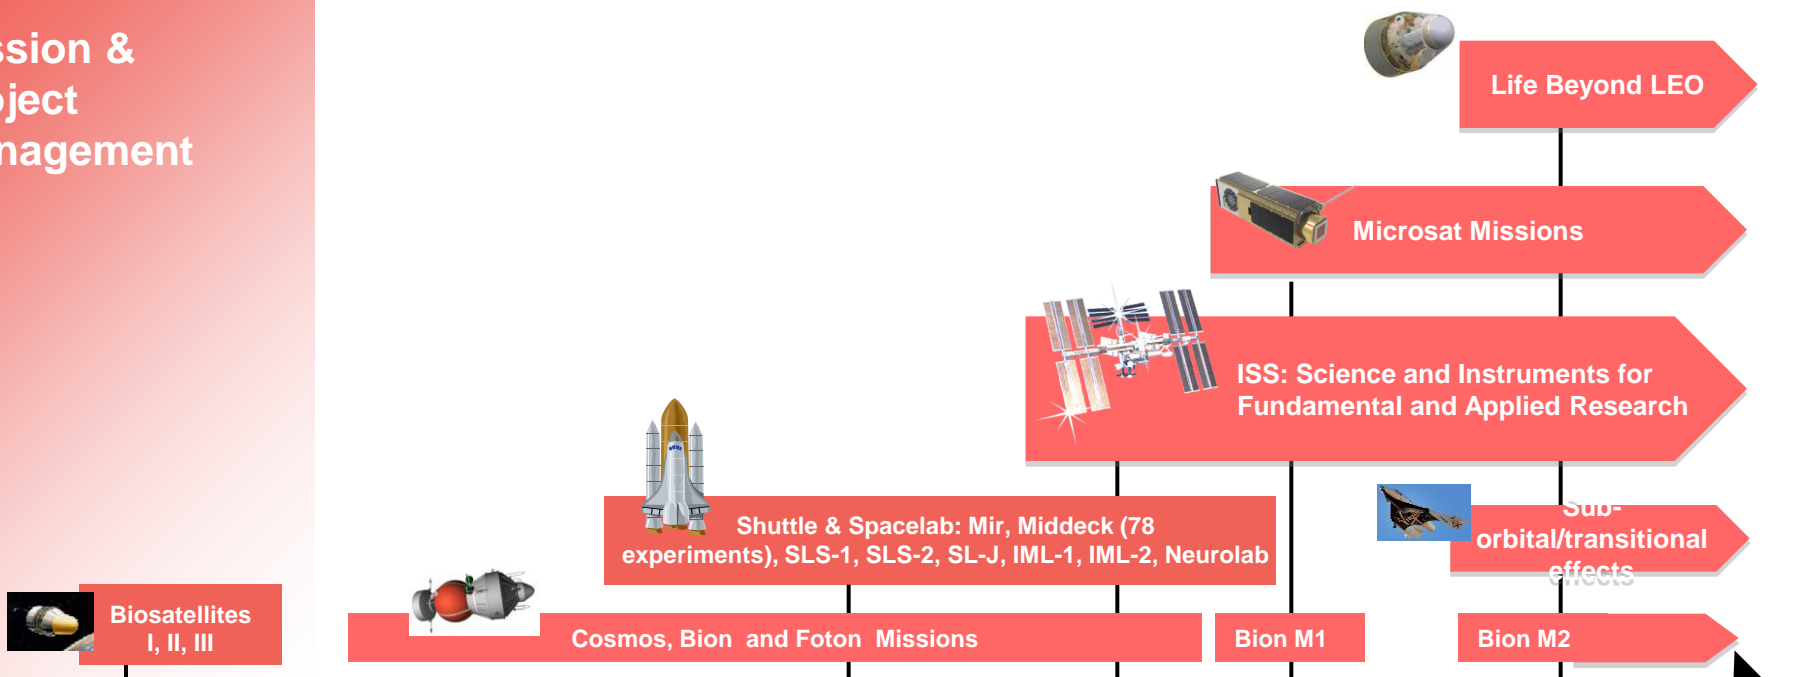 ssion &
ject
nagement
Life Beyond LEO
Microsat Missions
ISS: Science and Instruments for
Fundamental and Applied Research
Shuttle & Spacelab: Mir, Middeck (78
experiments), SLS-1, SLS-2, SL-J, IML-1, IML-2, Neurolab
Sub-
orbital/transitional
effects
Biosatellites
I, II, III
Cosmos, Bion and Foton Missions
Bion M1
Bion M2